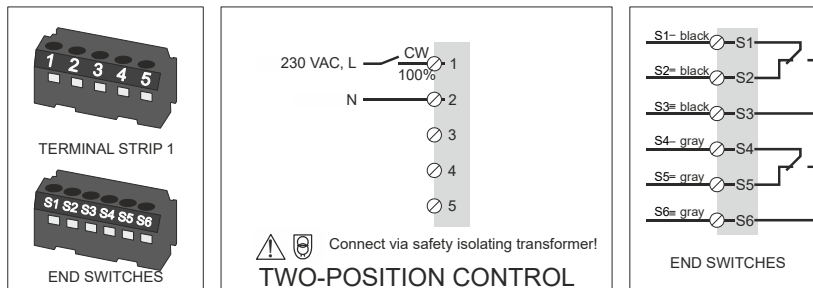 1 2 3 4 5
TERMINAL STRIP 1
S1 S2 S3 S4 S5 S6
END SWITCHES
230 VAC, L CW 1
100%
N 2
3
4
5
Connect via safety isolating transformer!
TWO-POSITION CONTROL
S1– black S1
S2= black S2
S3≡ black S3
S4– gray S4
S5= gray S5
S6≡ gray S6
END SWITCHES